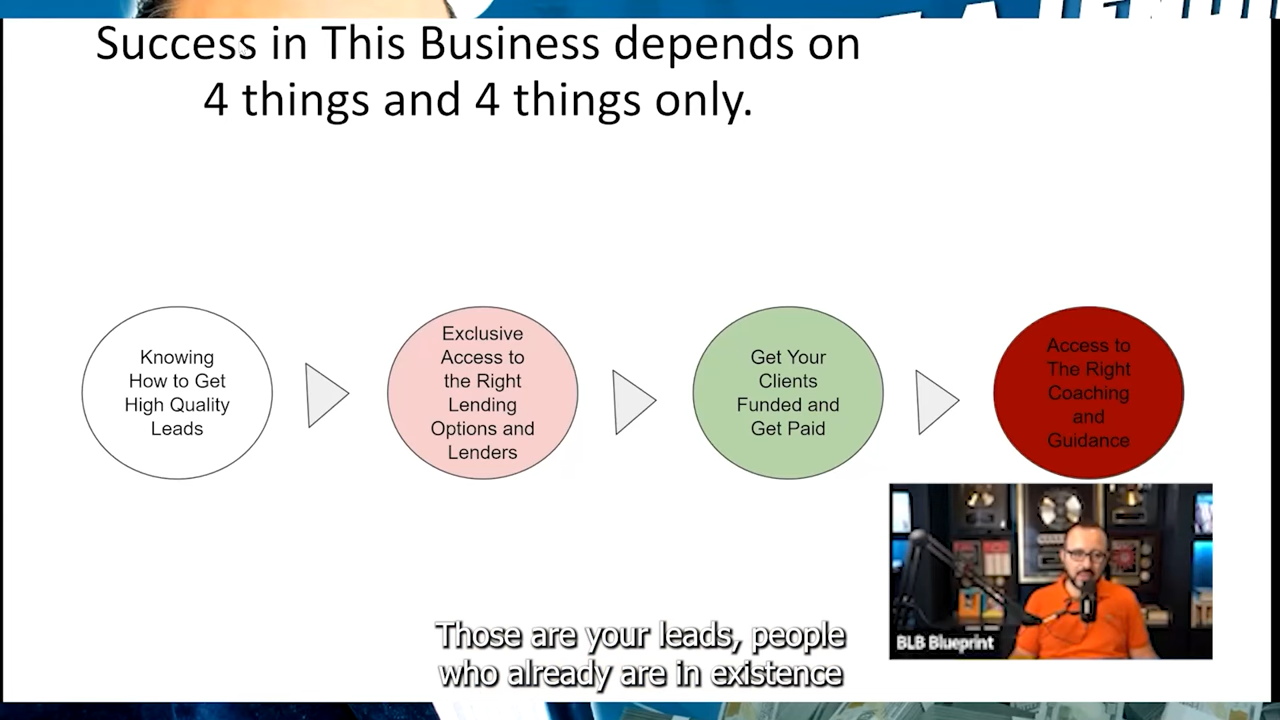 Success in This Business depends on
4 things and 4 things only.
Knowing
How to Get
High Quality
Leads
Exclusive
Access to
the Right
Lending
Options and
Lenders
Get Your
Clients
Funded and
Get Paid
Access to
The Right
Coaching
and
Guidance
BLB Blueprint
Those are your leads, people
who already are in existence